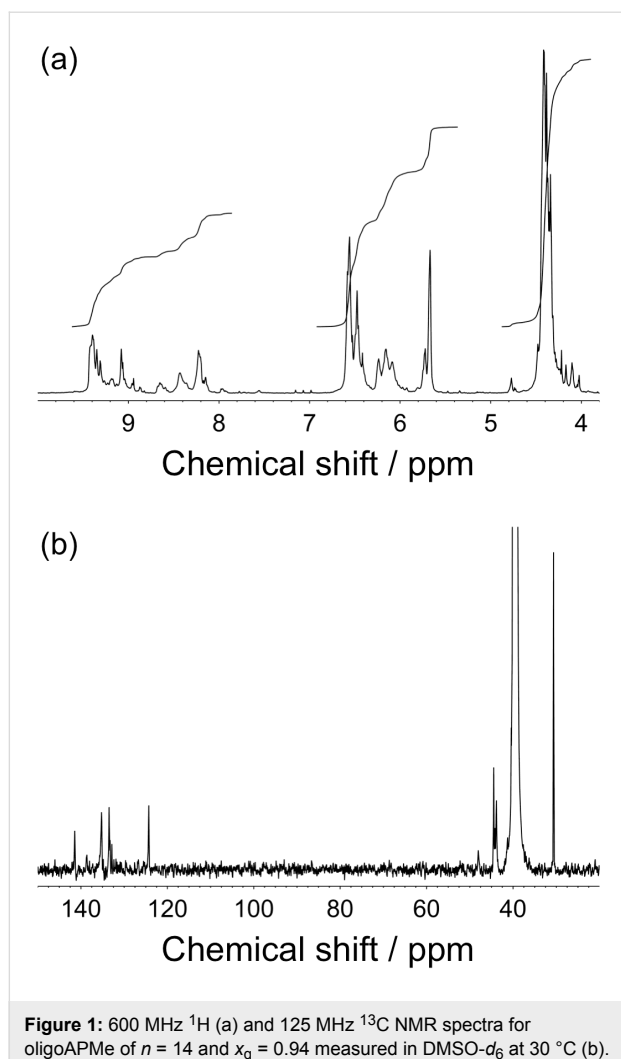 (a)
9 8 7 6 5 4
Chemical shift / ppm
(b)
140 120 100 80 60 40
Chemical shift / ppm
Figure 1: 600 MHz ¹H (a) and 125 MHz ¹³C NMR spectra for
oligoAPMe of n = 14 and xq = 0.94 measured in DMSO-d₆ at 30 °C (b).